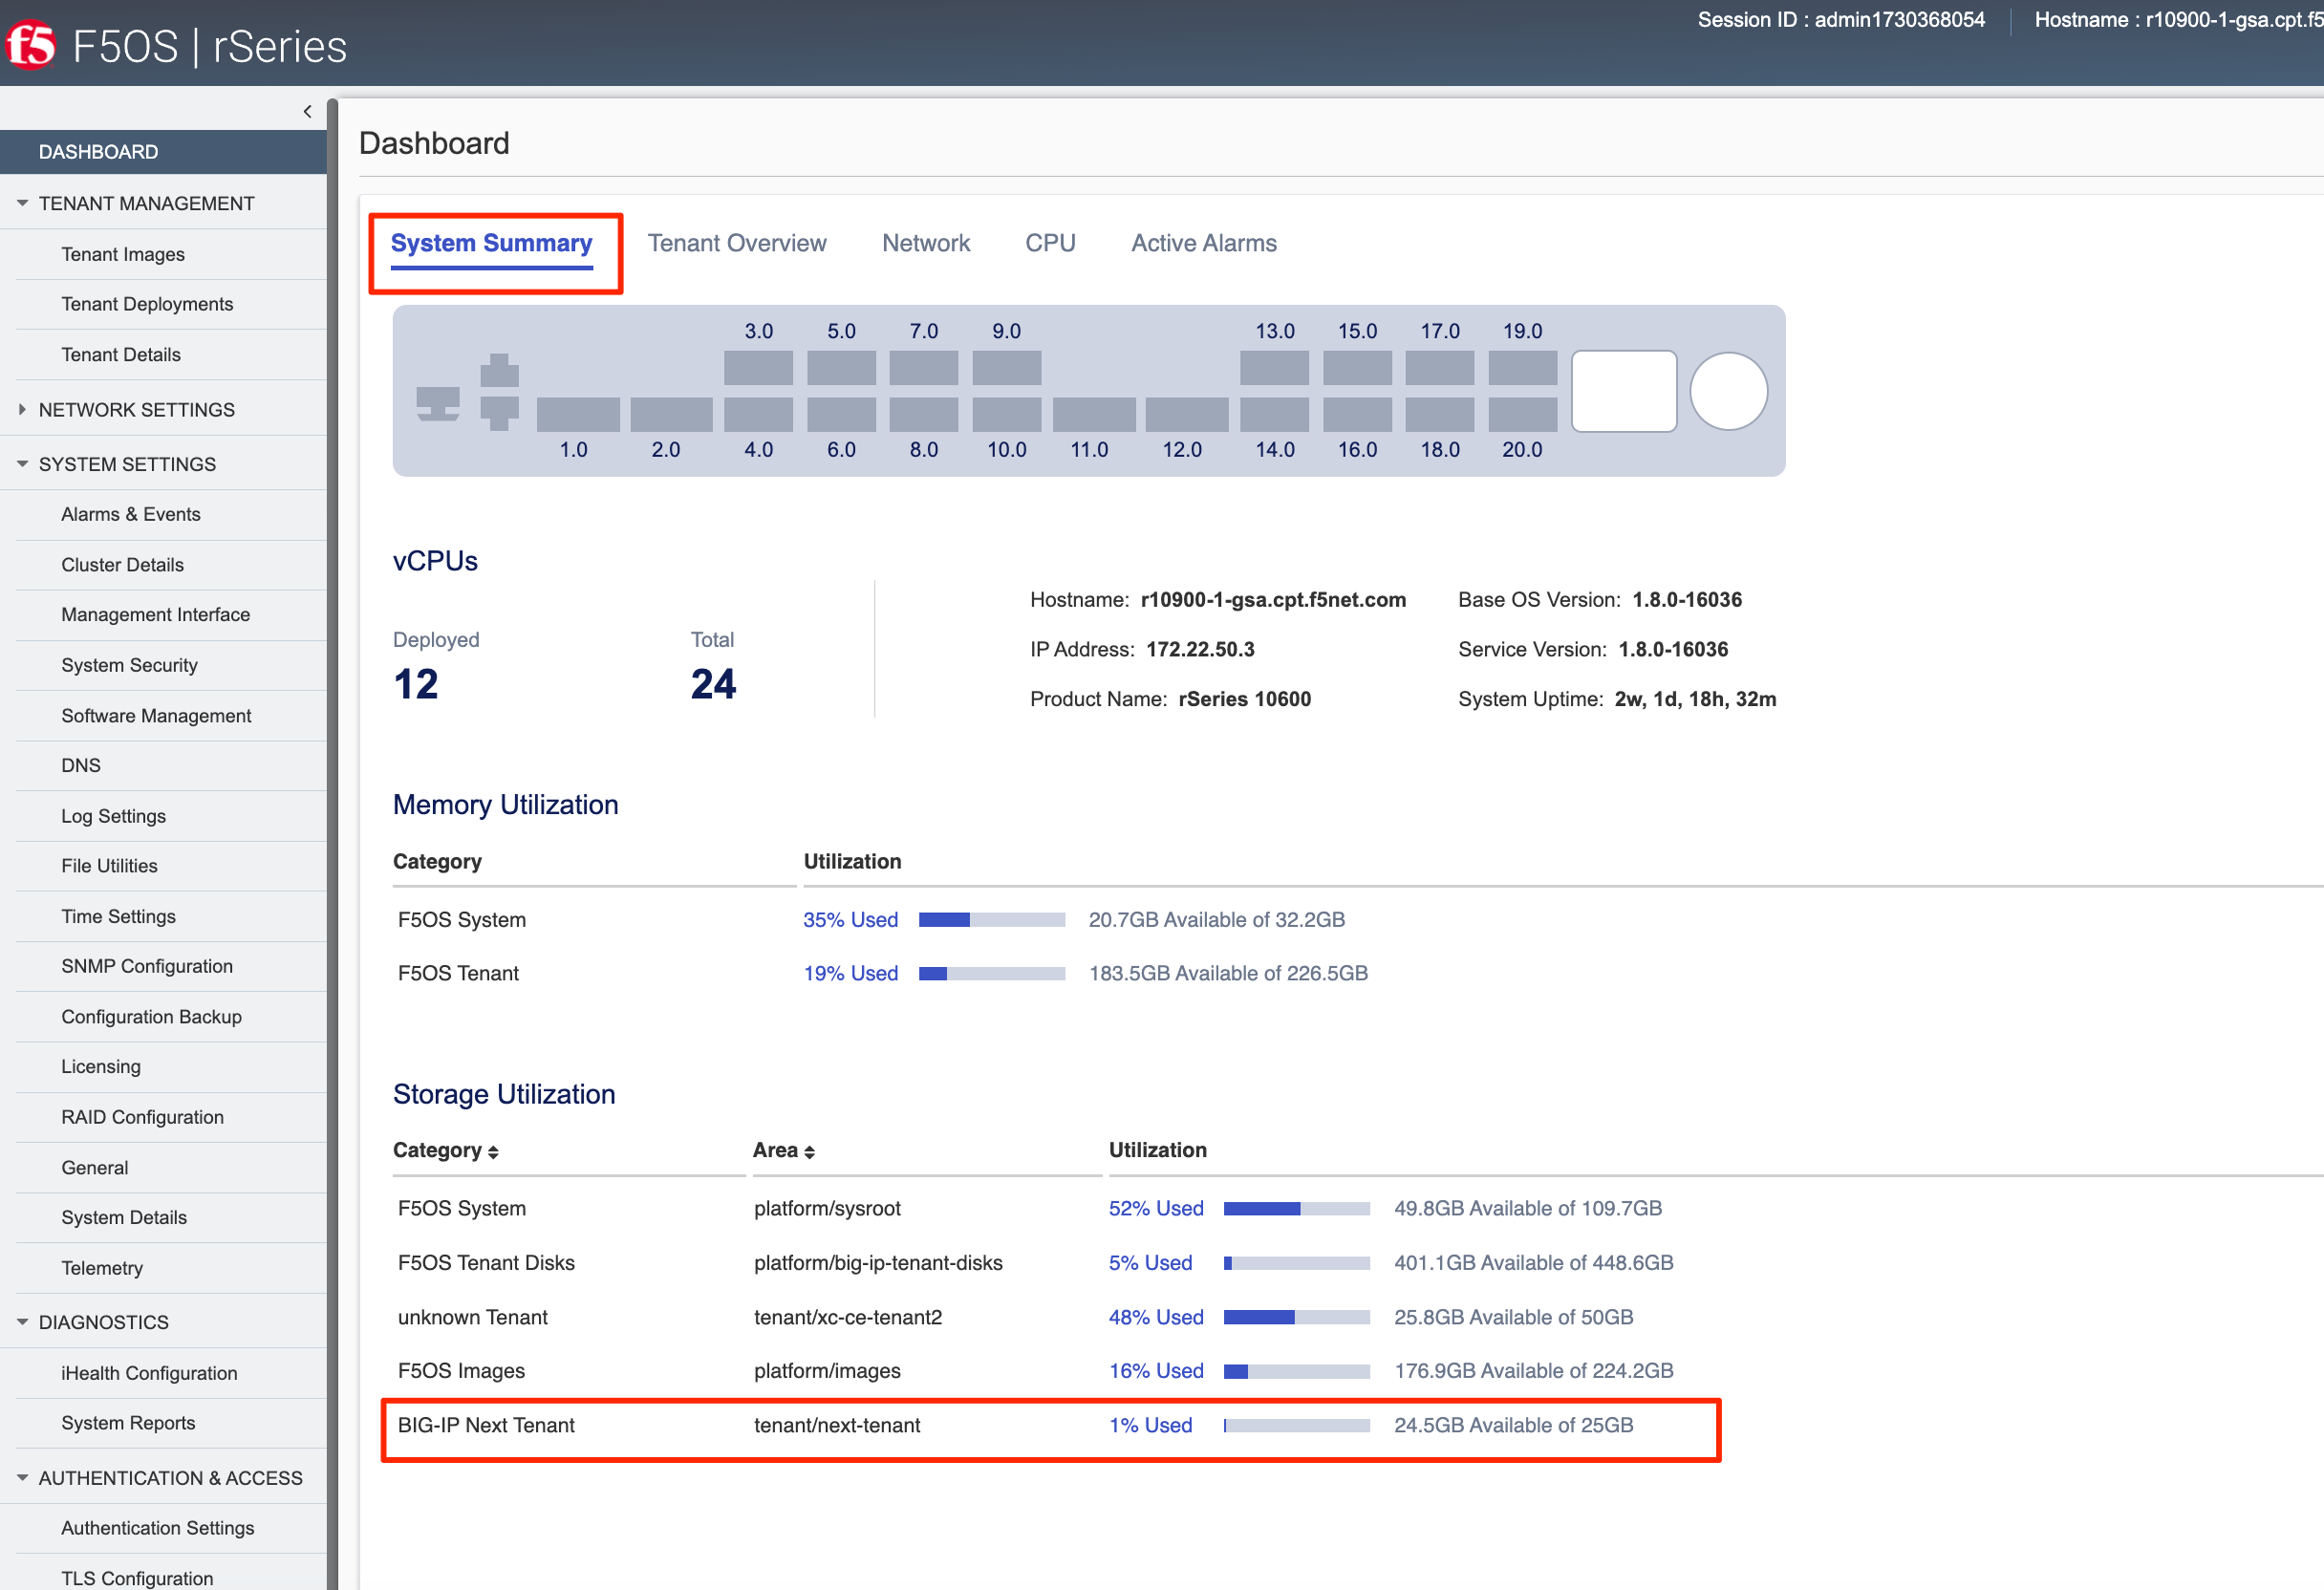 f5 F5OS | rSeries
Session ID : admin1730368054 Hostname : r10900-1-gsa.cpt.f5
DASHBOARD
TENANT MANAGEMENT
Tenant Images
Tenant Deployments
Tenant Details
NETWORK SETTINGS
SYSTEM SETTINGS
Alarms & Events
Cluster Details
Management Interface
System Security
Software Management
DNS
Log Settings
File Utilities
Time Settings
SNMP Configuration
Configuration Backup
Licensing
RAID Configuration
General
System Details
Telemetry
DIAGNOSTICS
iHealth Configuration
System Reports
AUTHENTICATION & ACCESS
Authentication Settings
TLS Configuration
Dashboard
System Summary Tenant Overview Network CPU Active Alarms
3.0 5.0 7.0 9.0 13.0 15.0 17.0 19.0
1.0 2.0 4.0 6.0 8.0 10.0 11.0 12.0 14.0 16.0 18.0 20.0
vCPUs
Deployed Total
12 24
Hostname: r10900-1-gsa.cpt.f5net.com Base OS Version: 1.8.0-16036
IP Address: 172.22.50.3 Service Version: 1.8.0-16036
Product Name: rSeries 10600 System Uptime: 2w, 1d, 18h, 32m
Memory Utilization
Category Utilization
F5OS System 35% Used 20.7GB Available of 32.2GB
F5OS Tenant 19% Used 183.5GB Available of 226.5GB
Storage Utilization
Category Area Utilization
F5OS System platform/sysroot 52% Used 49.8GB Available of 109.7GB
F5OS Tenant Disks platform/big-ip-tenant-disks 5% Used 401.1GB Available of 448.6GB
unknown Tenant tenant/xc-ce-tenant2 48% Used 25.8GB Available of 50GB
F5OS Images platform/images 16% Used 176.9GB Available of 224.2GB
BIG-IP Next Tenant tenant/next-tenant 1% Used 24.5GB Available of 25GB